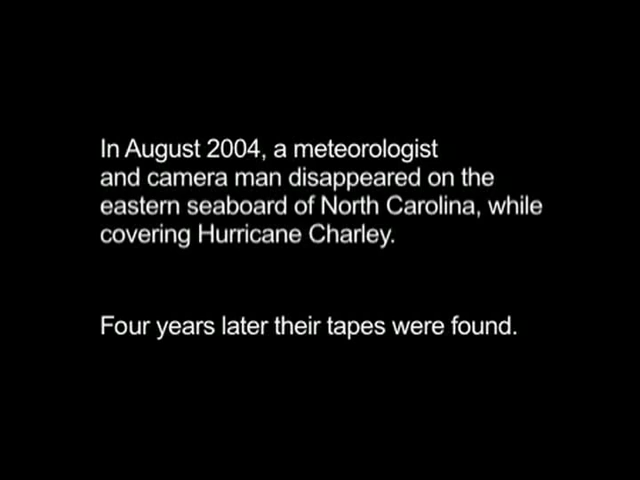 In August 2004, a meteorologist
and camera man disappeared on the
eastern seaboard of North Carolina, while
covering Hurricane Charley.
Four years later their tapes were found.